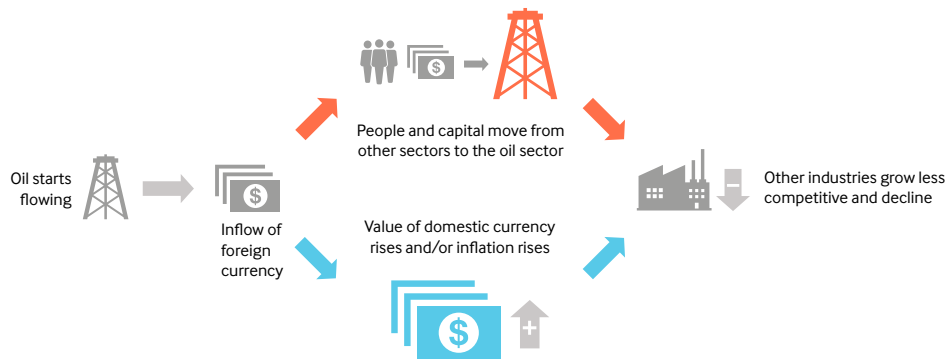 Oil starts
flowing
Inflow of
foreign
currency
$
$
People and capital move from
other sectors to the oil sector
Value of domestic currency
rises and/or inflation rises
$
+
−
Other industries grow less
competitive and decline